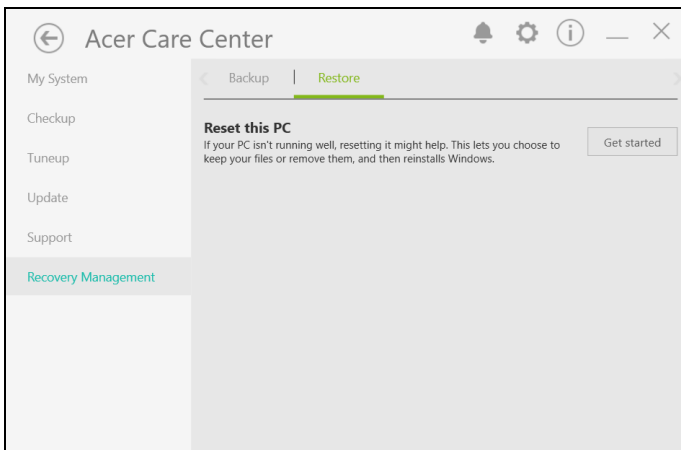 Acer Care Center
My System
Checkup
Tuneup
Update
Support
Recovery Management
Backup | Restore
Reset this PC
If your PC isn't running well, resetting it might help. This lets you choose to
keep your files or remove them, and then reinstalls Windows.
Get started